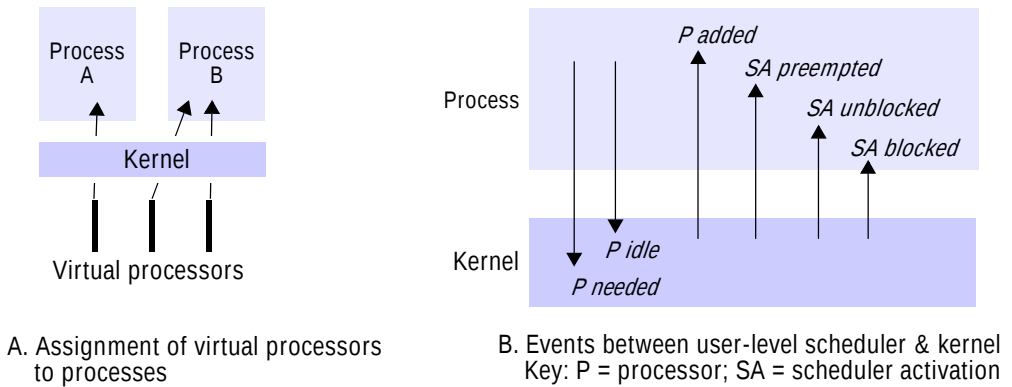 Process
A
Process
B
Kernel
Virtual processors
A. Assignment of virtual processors
to processes
P added
SA preempted
Process
SA unblocked
SA blocked
P idle
Kernel
P needed
B. Events between user-level scheduler & kernel
Key: P = processor; SA = scheduler activation